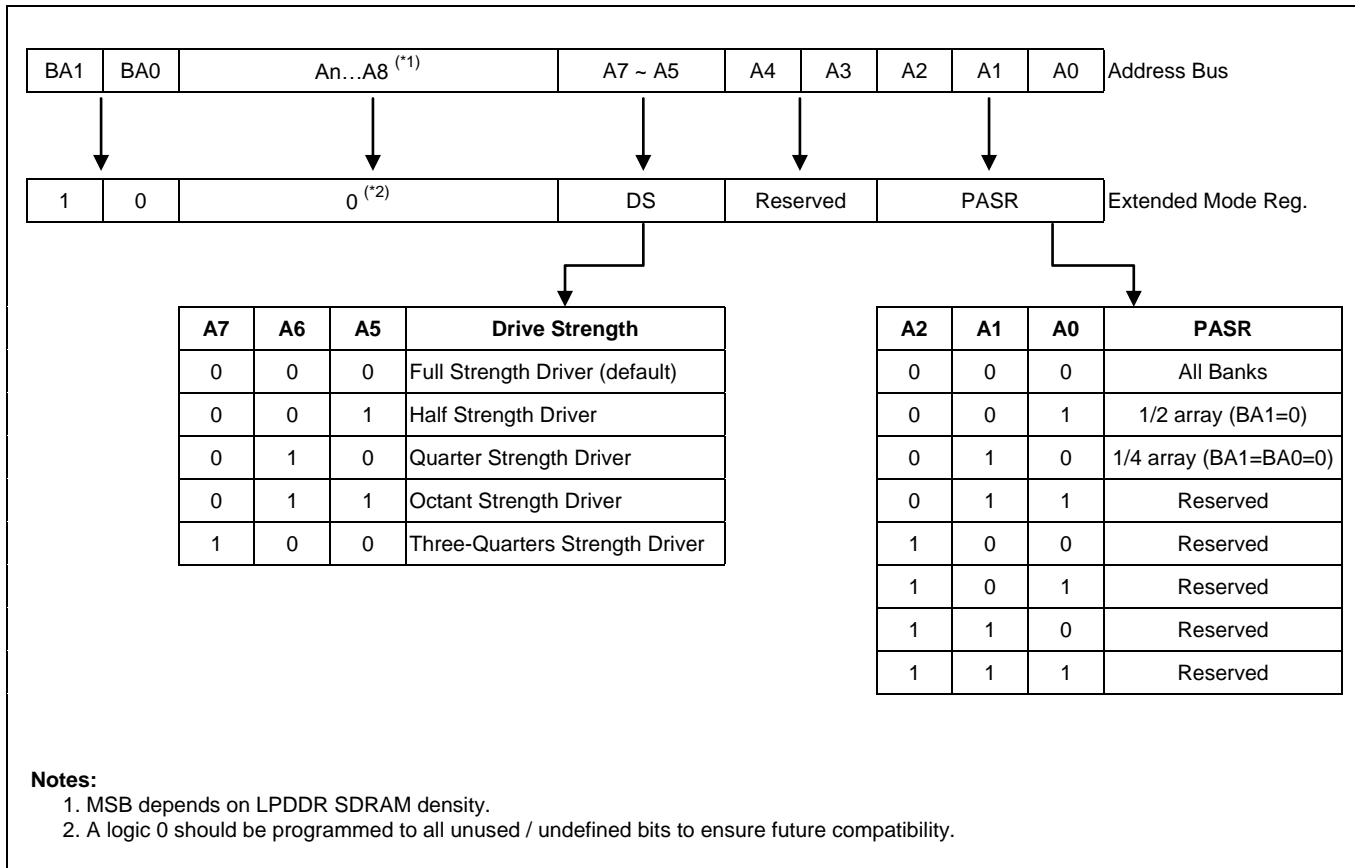 BA1 BA0 An…A8 (*1) A7 ~ A5 A4 A3 A2 A1 A0 Address Bus
1 0 0 (*2) DS Reserved PASR Extended Mode Reg.
A7 A6 A5 Drive Strength
0 0 0 Full Strength Driver (default)
0 0 1 Half Strength Driver
0 1 0 Quarter Strength Driver
0 1 1 Octant Strength Driver
1 0 0 Three-Quarters Strength Driver
A2 A1 A0 PASR
0 0 0 All Banks
0 0 1 1/2 array (BA1=0)
0 1 0 1/4 array (BA1=BA0=0)
0 1 1 Reserved
1 0 0 Reserved
1 0 1 Reserved
1 1 0 Reserved
1 1 1 Reserved
Notes:
1. MSB depends on LPDDR SDRAM density.
2. A logic 0 should be programmed to all unused / undefined bits to ensure future compatibility.